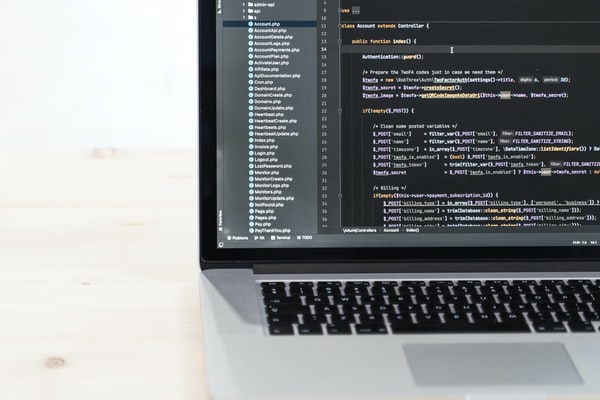 admin-api
api
a
Account.php
AccountApi.php
AccountDelete.php
AccountLogs.php
AccountPayments.php
AccountPlan.php
ActivateUser.php
Affiliate.php
ApiDocumentation.php
Cron.php
Dashboard.php
DomainCreate.php
Domains.php
DomainUpdate.php
Heartbeat.php
HeartbeatCreate.php
Heartbeats.php
HeartbeatUpdate.php
Index.php
Invoice.php
Login.php
Logout.php
LostPassword.php
Monitor.php
MonitorCreate.php
MonitorLogs.php
Monitors.php
MonitorUpdate.php
NotFound.php
Page.php
Pages.php
Pay.php
PayThankYou.php
Problems Git Terminal TODO
use ...
class Account extends Controller {
public function index() {
Authentication::guard();
/* Prepare the TwoFA codes just in case we need them */
$twofa = new \RobThree\Auth\TwoFactorAuth(settings()->title, digits: 6, period: 30);
$twofa_secret = $twofa->createSecret();
$twofa_image = $twofa->getQRCodeImageAsDataUri($this->user->name, $twofa_secret);
if(!empty($_POST)) {
/* Clean some posted variables */
$_POST['email'] = filter_var($_POST['email'], filter: FILTER_SANITIZE_EMAIL);
$_POST['name'] = filter_var($_POST['name'], filter: FILTER_SANITIZE_STRING);
$_POST['timezone'] = in_array($_POST['timezone'], \DateTimeZone::listIdentifiers())
$_POST['twofa_is_enabled'] = (bool) $_POST['twofa_is_enabled'];
$_POST['twofa_token'] = filter_var($_POST['twofa_token'], filter: FILTER_SANITIZE
$twofa_secret = $_POST['twofa_is_enabled'] ? $this->user->twofa_secret : nu
/* Billing */
if(empty($this->user->payment_subscription_id)) {
$_POST['billing_type'] = in_array($_POST['billing_type'], ['personal', 'business']) ?
$_POST['billing_name'] = trim(Database::clean_string($_POST['billing_name']));
$_POST['billing_address'] = trim(Database::clean_string($_POST['billing_address']));
\Altum\Controllers Account index()